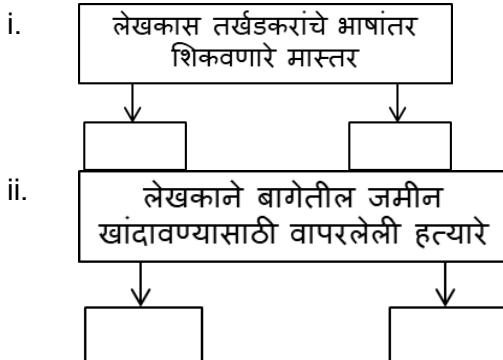 i.
लेखकास तर्खडकरांचे भाषांतर
शिकवणारे मास्तर
ii.
लेखकाने बागेतील जमीन
खांदावण्यासाठी वापरलेली हत्यारे